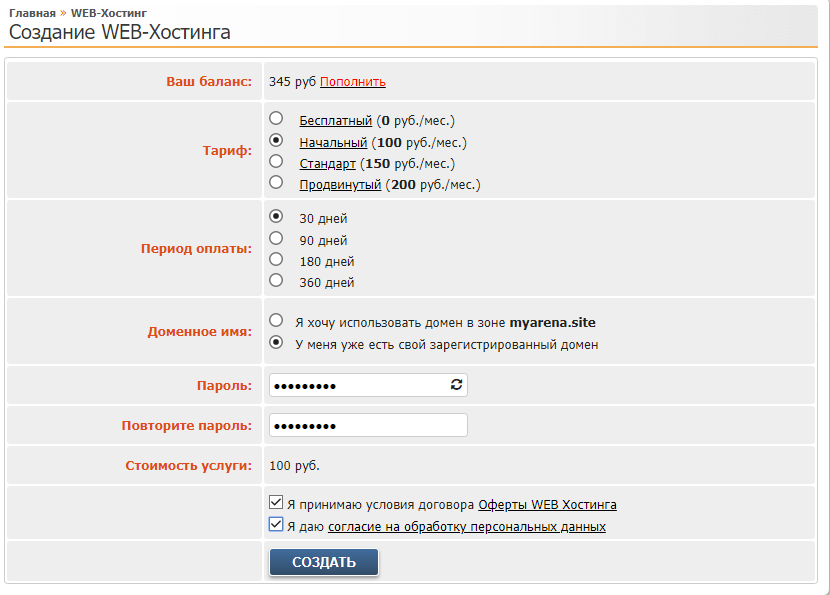 Главная » WEB-Хостинг
Создание WEB-Хостинга
Ваш баланс: 345 руб Пополнить
Тариф:
Бесплатный (0 руб./мес.)
Начальный (100 руб./мес.)
Стандарт (150 руб./мес.)
Продвинутый (200 руб./мес.)
Период оплаты:
30 дней
90 дней
180 дней
360 дней
Доменное имя:
Я хочу использовать домен в зоне myarena.site
У меня уже есть свой зарегистрированный домен
Пароль: •••••••••
Повторите пароль: •••••••••
Стоимость услуги: 100 руб.
Я принимаю условия договора Оферты WEB Хостинга
Я даю согласие на обработку персональных данных
СОЗДАТЬ